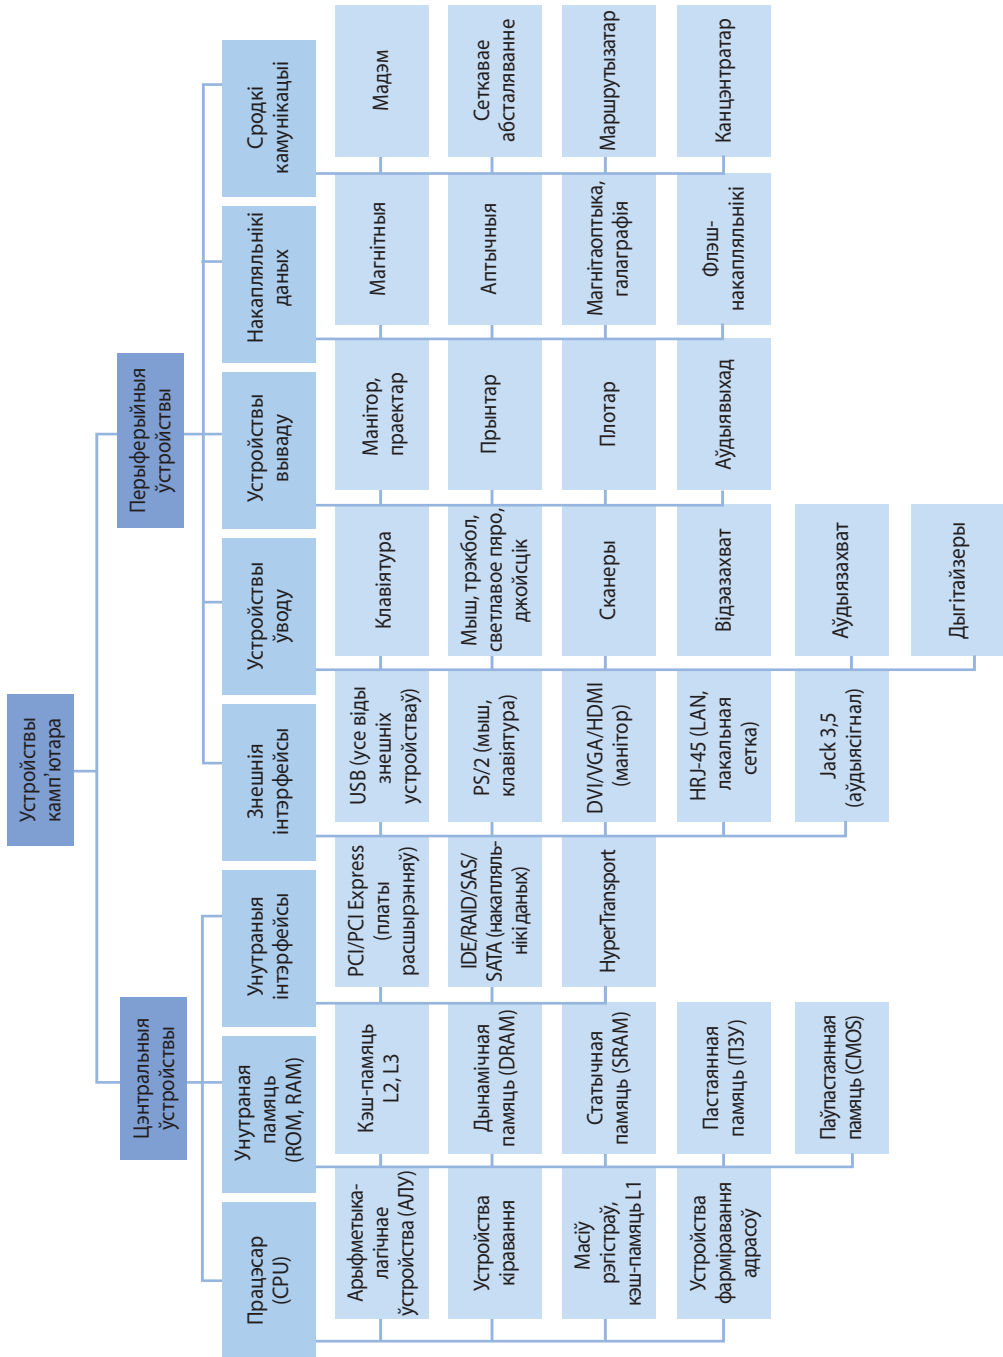 Устройствы
камп'ютара
Цэнтральныя
ўстройствы
Перыферыйныя
ўстройствы
Працэсар
(CPU)
Унутраная
памяць
(ROM, RAM)
Унутраныя
інтэрфейсы
Знешнія
інтэрфейсы
Устройствы
ўводу
Устройствы
вываду
Накапляльнікі
даных
Сродкі
камунікацыі
Арыфметыка-
лагічнае
ўстройства (АЛУ)
Устройства
кіравання
Масіў
рэгістраў,
кэш-памяць L1
Устройства
фарміравання
адрасоў
Кэш-памяць
L2, L3
Дынамічная
памяць (DRAM)
Статычная
памяць (SRAM)
Пастаянная
памяць (ПЗУ)
Паўпастаянная
памяць (CMOS)
PCI/PCI Express
(платы
расшырэнняў)
IDE/RAID/SAS/
SATA (накапляль-
нікі даных)
HyperTransport
USB (усе віды
знешніх
устройстваў)
PS/2 (мыш,
клавіятура)
DVI/VGA/HDMI
(манітор)
HRJ-45 (LAN,
лакальная
сетка)
Jack 3,5
(аўдыясігнал)
Клавіятура
Мыш, трэкбол,
светлавое пяро,
джойсцік
Сканеры
Відэазахват
Аўдыязахват
Дыгітайзеры
Манітор,
праектар
Прынтар
Плотар
Аўдыявыхад
Магнітныя
Аптычныя
Магнітаоптыка,
галаграфія
Флэш-
накапляльнікі
Мадэм
Сеткавае
абсталяванне
Маршрутызатар
Канцэнтратар